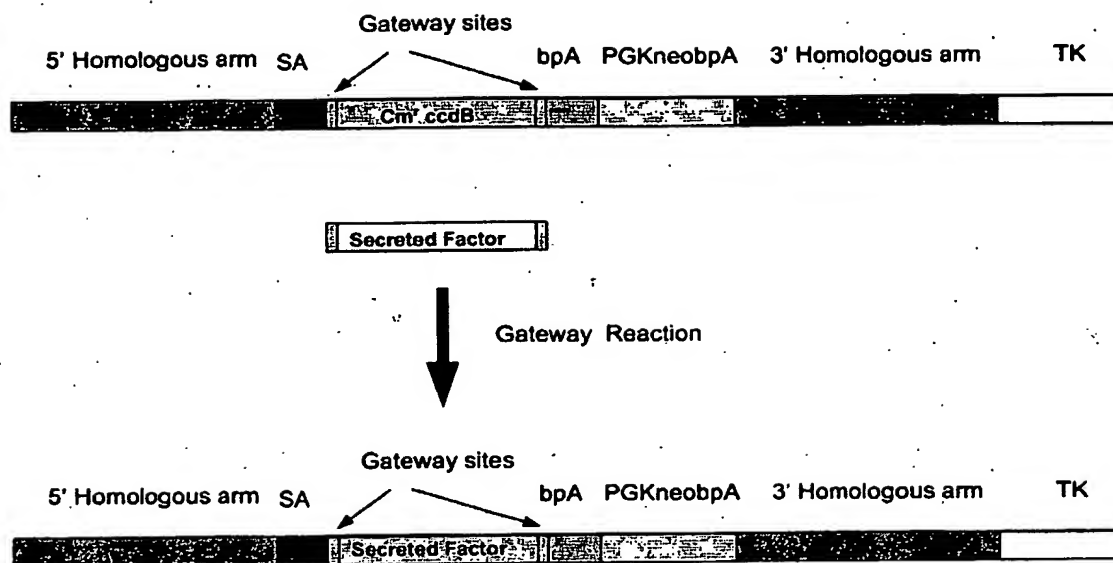 Gateway sites
5' Homologous arm SA bpA PGKneobpA 3' Homologous arm TK
Cmʳ ccdB
Secreted Factor
Gateway Reaction
Gateway sites
5' Homologous arm SA bpA PGKneobpA 3' Homologous arm TK
Secreted Factor